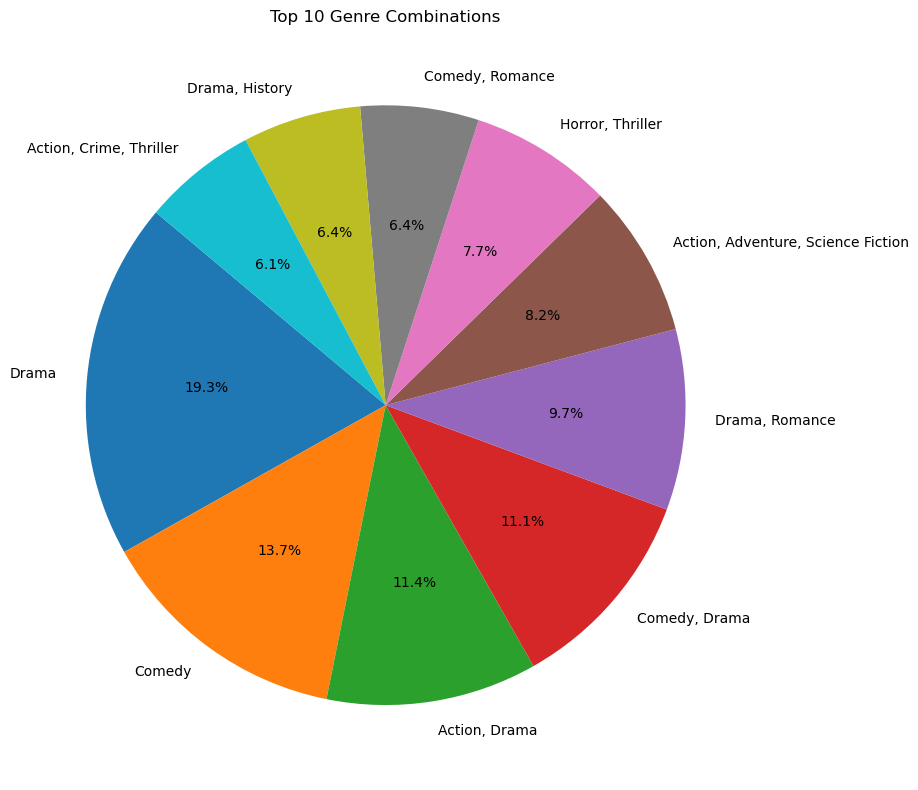 Top 10 Genre Combinations
Comedy, Romance
Drama, History
Horror, Thriller
Action, Crime, Thriller
6.4%
6.4%
Action, Adventure, Science Fiction
7.7%
6.1%
8.2%
Drama
19.3%
9.7%
Drama, Romance
11.1%
13.7%
11.4%
Comedy, Drama
Comedy
Action, Drama